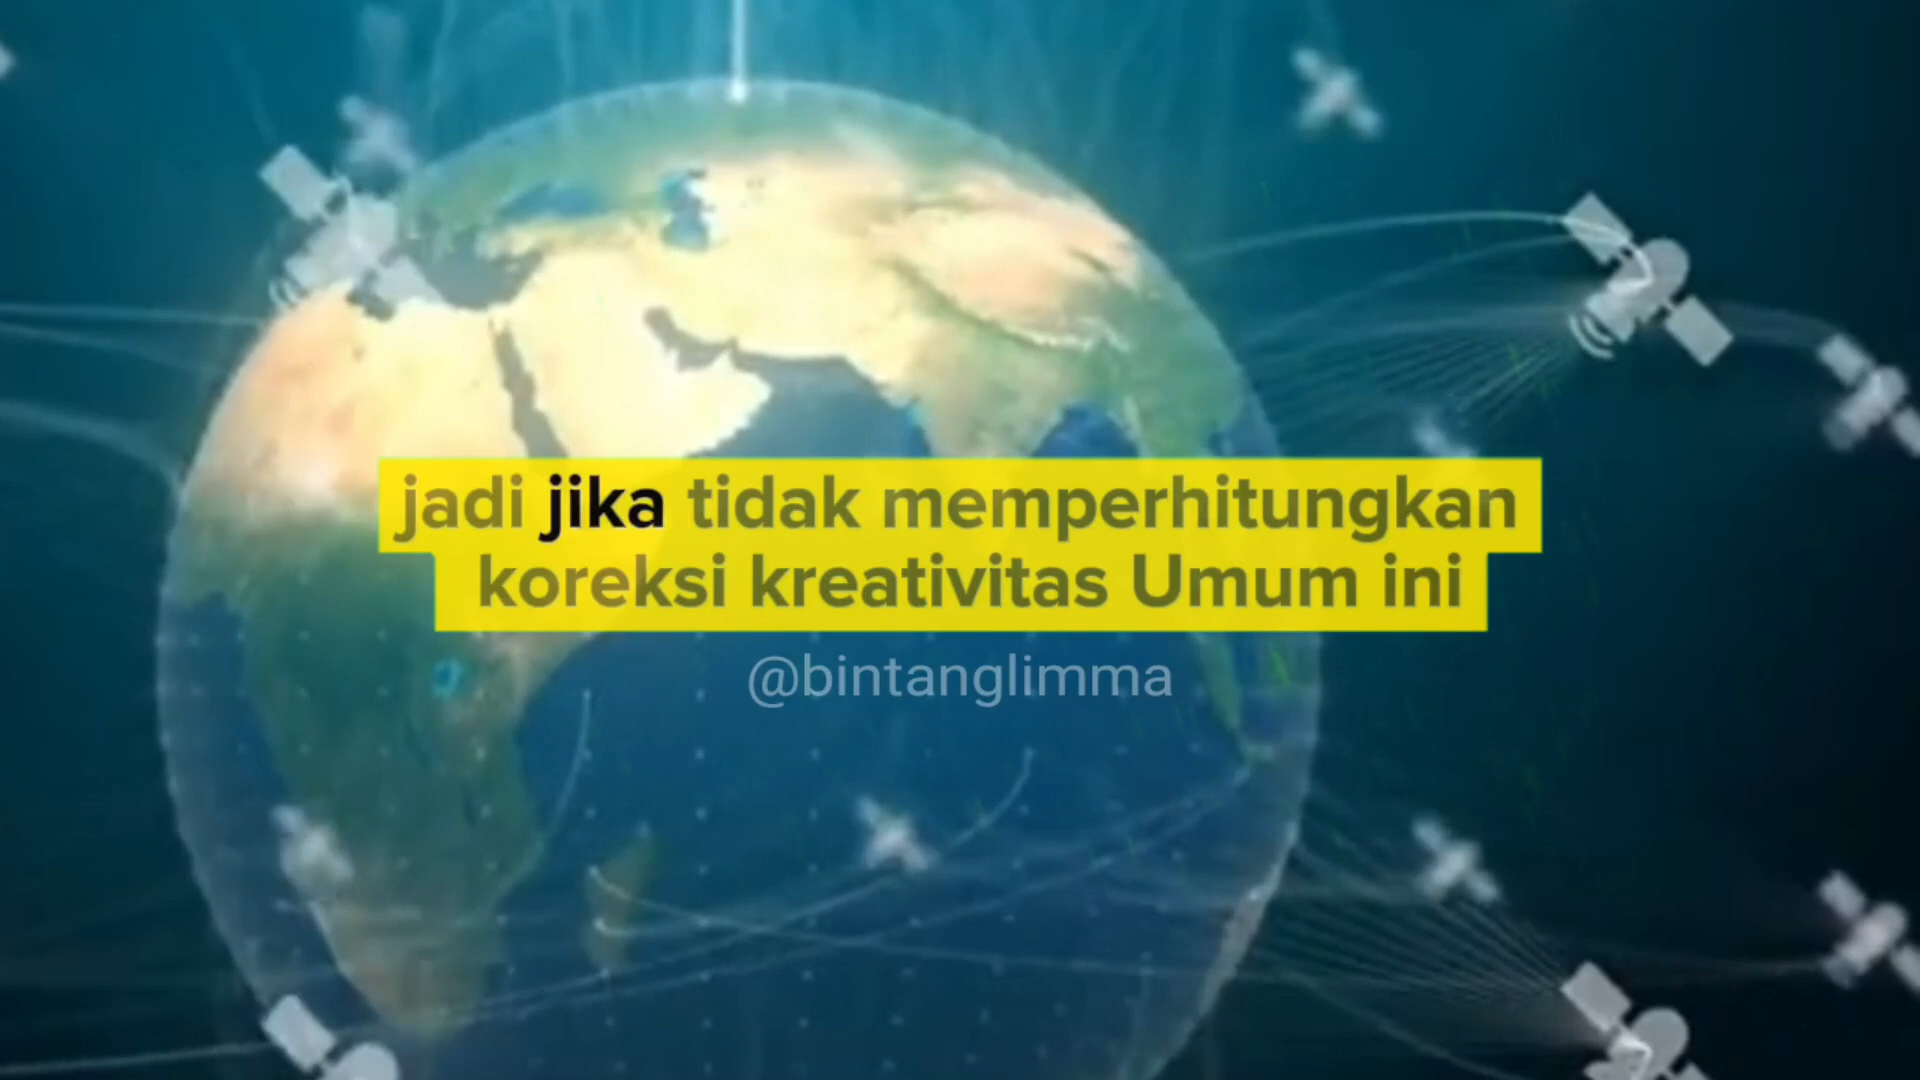 jadi jika tidak memperhitungkan
koreksi kreativitas Umum ini
@bintanglimma